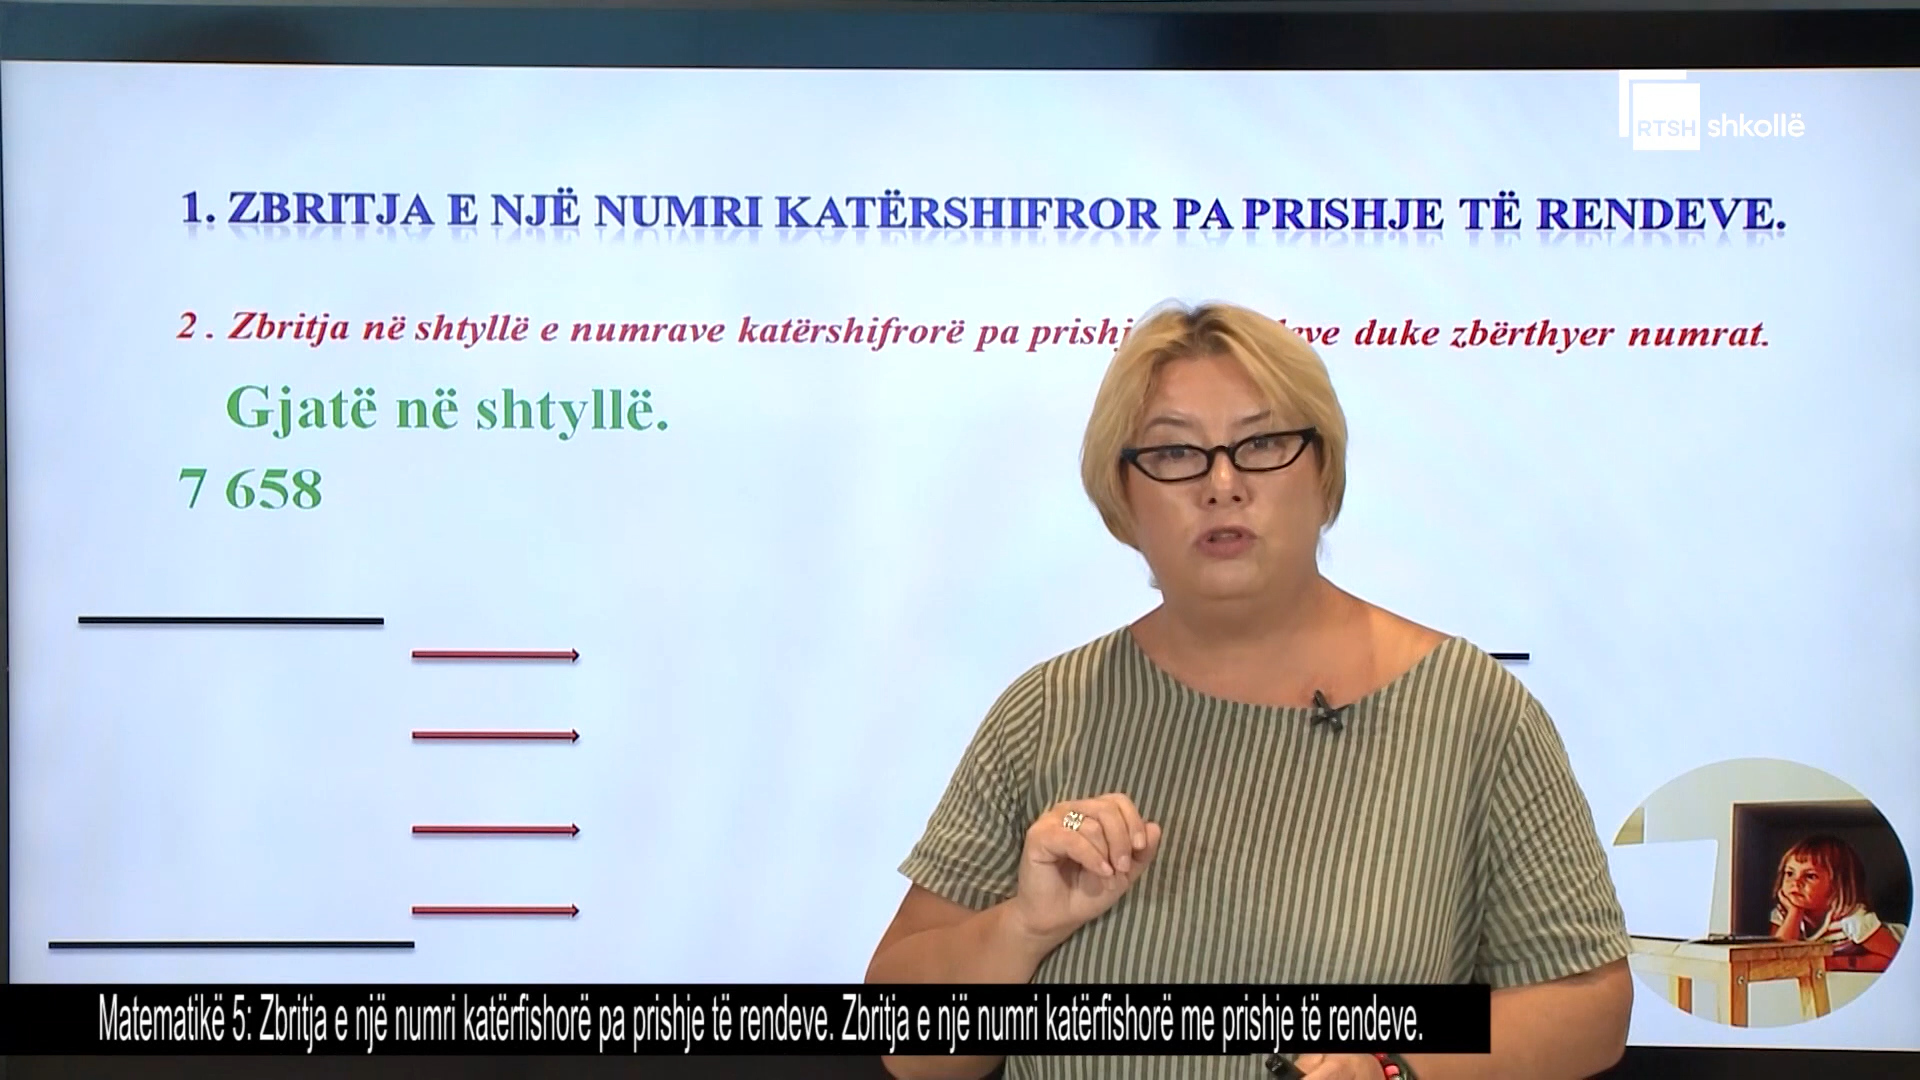 RTSH shkollë
1. ZBRITJA E NJË NUMRI KATËRSHIFROR PA PRISHJE TË RENDEVE.
2 . Zbritja në shtyllë e numrave katërshifrorë pa duke zbërthyer numrat.
Gjatë në shtyllë.
7 658
Matematikë 5: Zbritja e një numri katërfishorë pa prishje të rendeve. Zbritja e një numri katërfishorë me prishje të rendeve.